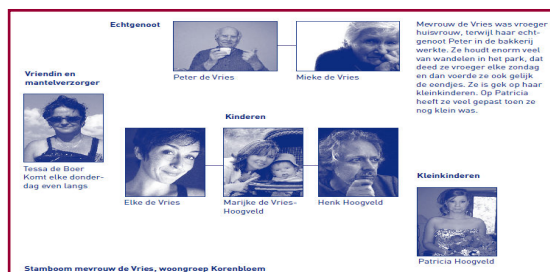 Echtgenoot
Peter de Vries
Mieke de Vries
Mevrouw de Vries was vroeger
huisvrouw, terwijl haar echt-
genoot Peter in de bakkerij
werkte. Ze houdt enorm veel
van wandelen in het park, dat
deed ze vroeger elke zondag
en dan voerde ze ook gelijk
de eendjes. Ze is gek op haar
kleinkinderen. Op Patricia
heeft ze veel gepast toen ze
nog klein was.
Vriendin en
mantelverzorger
Tessa de Boer
Komt elke donder-
dag even langs
Kinderen
Elke de Vries
Marijke de Vries-
Hoogveld
Henk Hoogveld
Kleinkinderen
Patricia Hoogveld
Stamboom mevrouw de Vries, woongroep Korenbloem